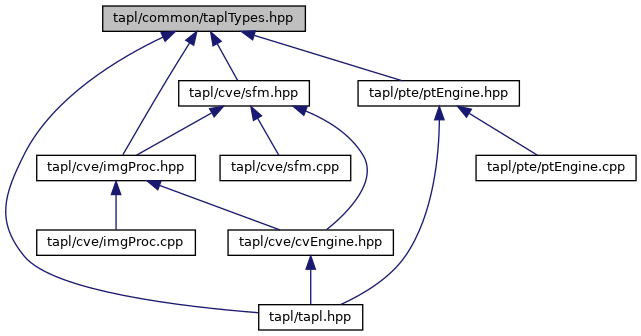 tapl/common/taplTypes.hpp
tapl/cve/sfm.hpp
tapl/pte/ptEngine.hpp
tapl/cve/imgProc.hpp
tapl/cve/sfm.cpp
tapl/pte/ptEngine.cpp
tapl/cve/imgProc.cpp
tapl/cve/cvEngine.hpp
tapl/tapl.hpp